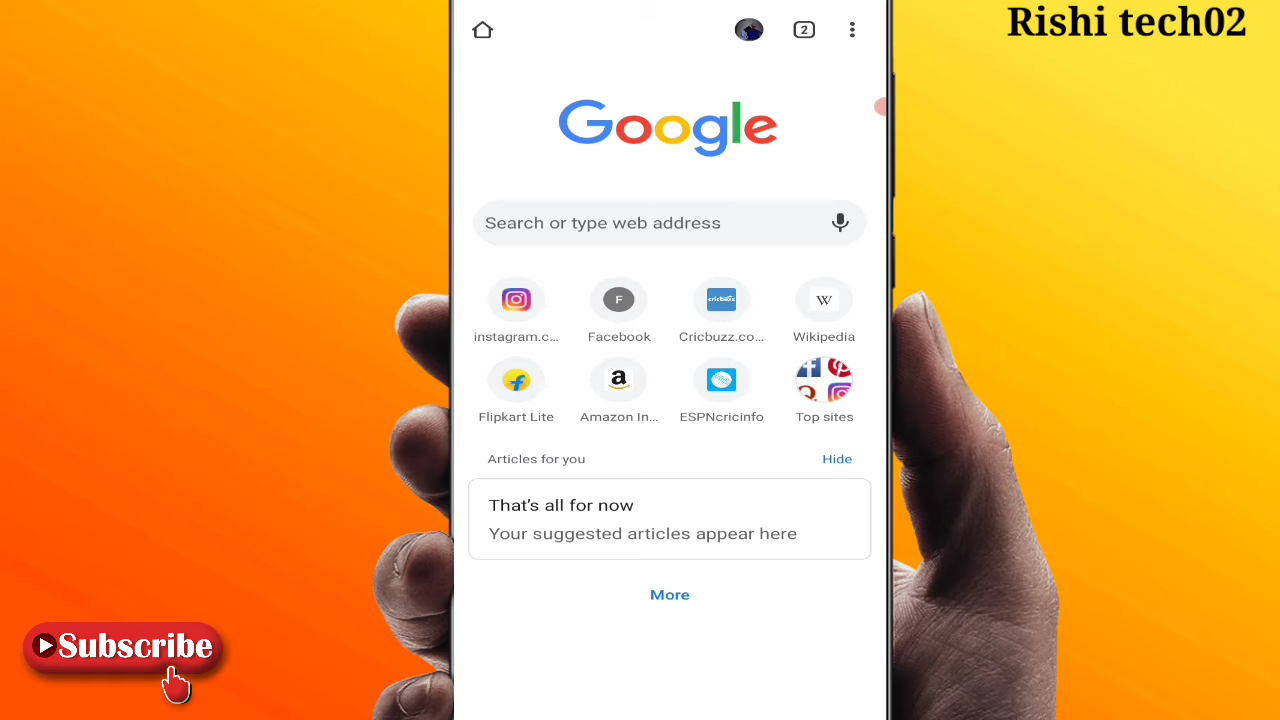 Rishi tech02
2
Google
Search or type web address
F
cricbuzz
W
instagram.c...
Facebook
Cricbuzz.co...
Wikipedia
f
a
f
Flipkart Lite
Amazon In...
ESPNcricinfo
Top sites
Articles for you
Hide
That's all for now
Your suggested articles appear here
More
Subscribe